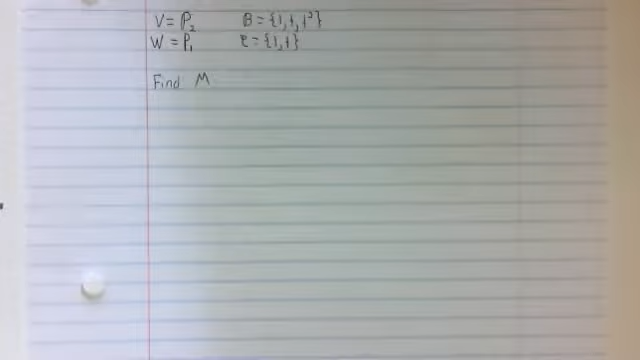 V = P₂ B = {1, t, t²}
W = P₁ C = {1, t}
Find M